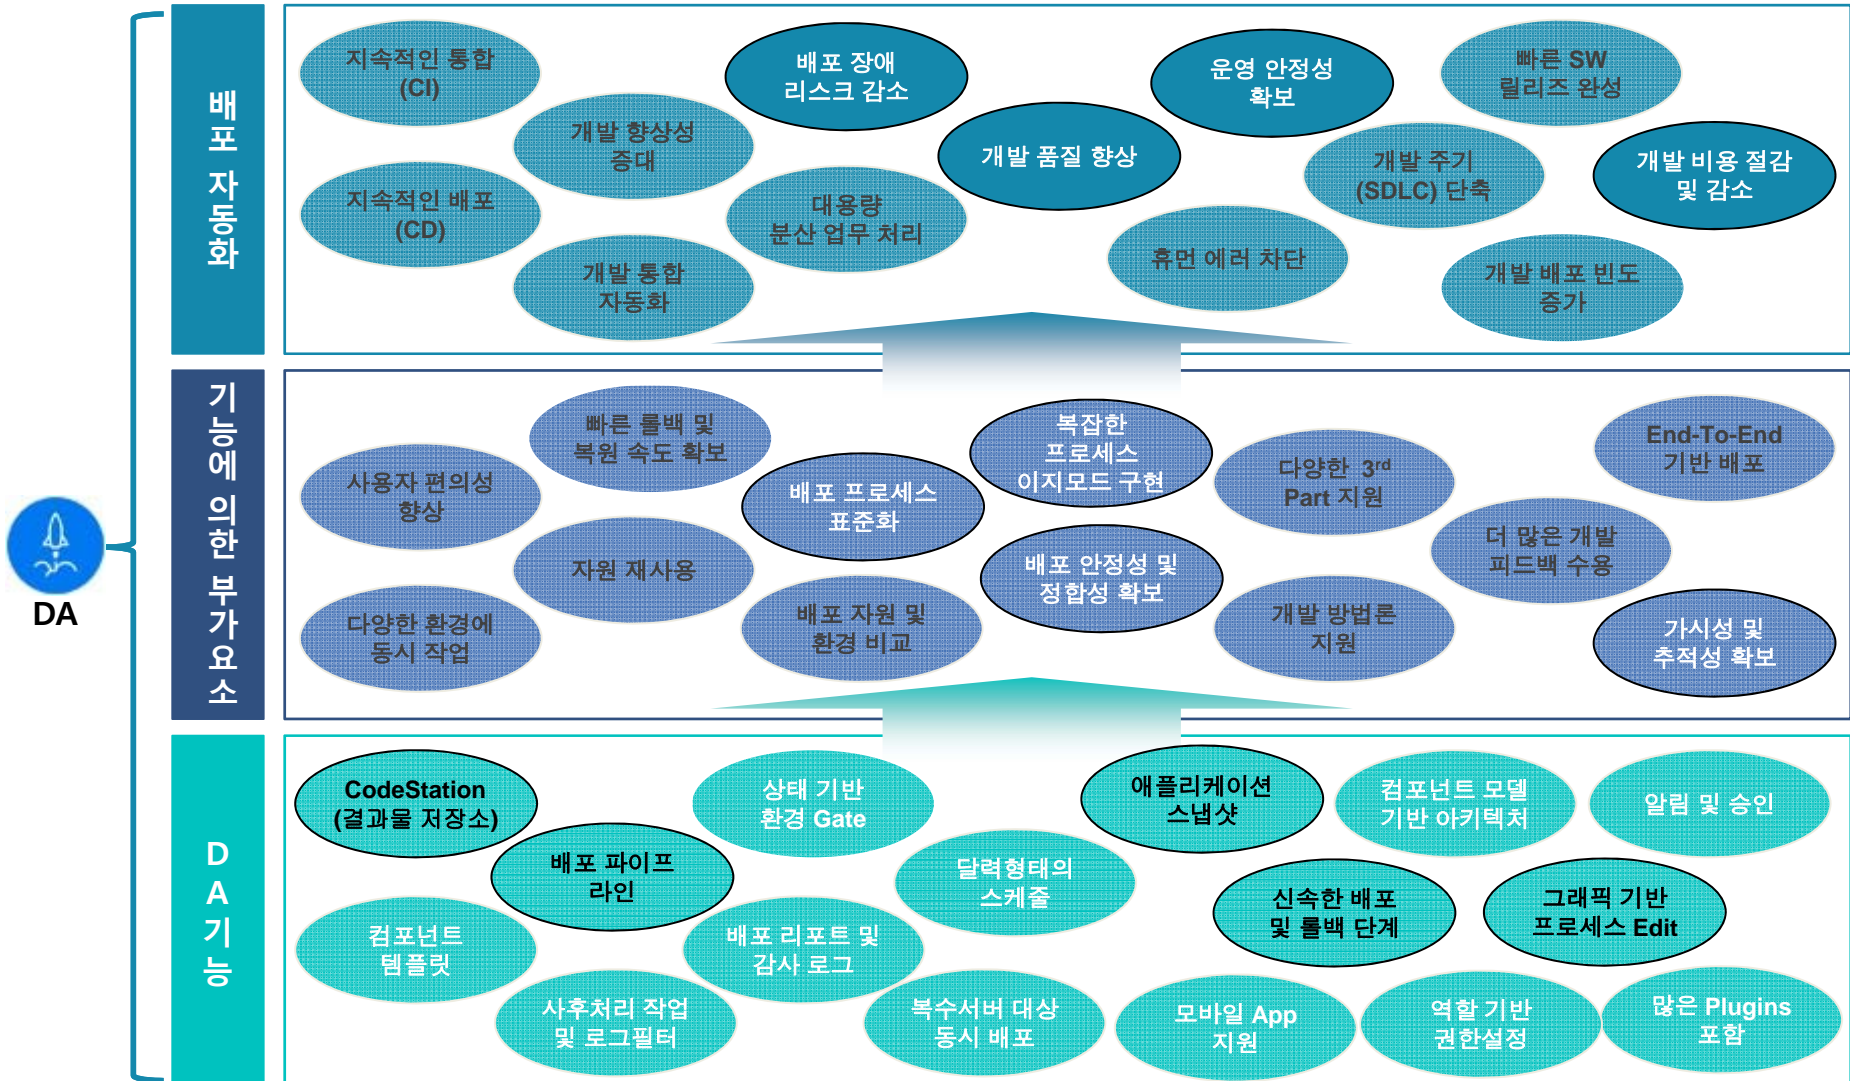 DA
배포 자동화
지속적인 통합
(CI)
지속적인 배포
(CD)
개발 향상성
증대
개발 통합
자동화
배포 장애
리스크 감소
대용량
분산 업무 처리
개발 품질 향상
운영 안정성
확보
휴먼 에러 차단
개발 주기
(SDLC) 단축
빠른 SW
릴리즈 완성
개발 비용 절감
및 감소
개발 배포 빈도
증가
기능에 의한 부가요소
사용자 편의성
향상
다양한 환경에
동시 작업
빠른 롤백 및
복원 속도 확보
자원 재사용
배포 프로세스
표준화
배포 자원 및
환경 비교
복잡한
프로세스
이지모드 구현
배포 안정성 및
정합성 확보
다양한 3rd
Part 지원
개발 방법론
지원
더 많은 개발
피드백 수용
End-To-End
기반 배포
가시성 및
추적성 확보
DA기능
CodeStation
(결과물 저장소)
배포 파이프
라인
컴포넌트
템플릿
사후처리 작업
및 로그필터
상태 기반
환경 Gate
배포 리포트 및
감사 로그
달력형태의
스케줄
복수서버 대상
동시 배포
애플리케이션
스냅샷
신속한 배포
및 롤백 단계
모바일 App
지원
컴포넌트 모델
기반 아키텍처
그래픽 기반
프로세스 Edit
역할 기반
권한설정
알림 및 승인
많은 Plugins
포함